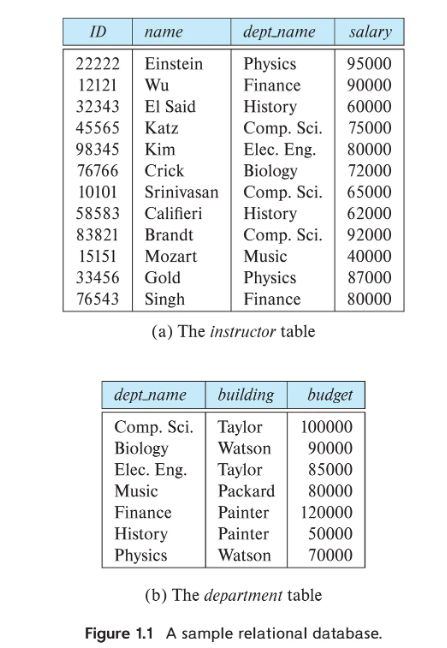 ID name dept_name salary
22222 Einstein Physics 95000
12121 Wu Finance 90000
32343 El Said History 60000
45565 Katz Comp. Sci. 75000
98345 Kim Elec. Eng. 80000
76766 Crick Biology 72000
10101 Srinivasan Comp. Sci. 65000
58583 Califieri History 62000
83821 Brandt Comp. Sci. 92000
15151 Mozart Music 40000
33456 Gold Physics 87000
76543 Singh Finance 80000
(a) The instructor table
dept_name building budget
Comp. Sci. Taylor 100000
Biology Watson 90000
Elec. Eng. Taylor 85000
Music Packard 80000
Finance Painter 120000
History Painter 50000
Physics Watson 70000
(b) The department table
Figure 1.1 A sample relational database.